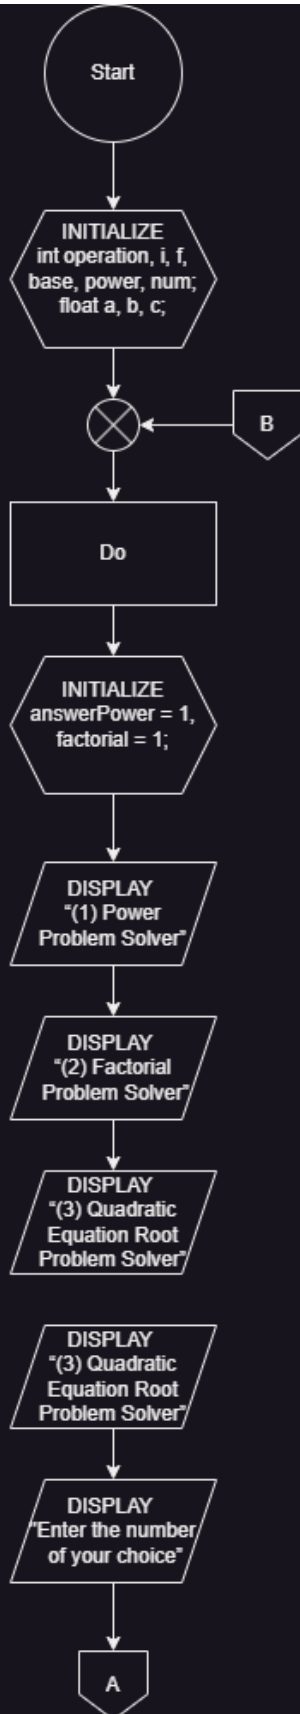 Start
INITIALIZE
int operation, i, f,
base, power, num;
float a, b, c;
B
Do
INITIALIZE
answerPower = 1,
factorial = 1;
DISPLAY
"(1) Power
Problem Solver"
DISPLAY
"(2) Factorial
Problem Solver"
DISPLAY
"(3) Quadratic
Equation Root
Problem Solver"
DISPLAY
"(3) Quadratic
Equation Root
Problem Solver"
DISPLAY
"Enter the number
of your choice"
A